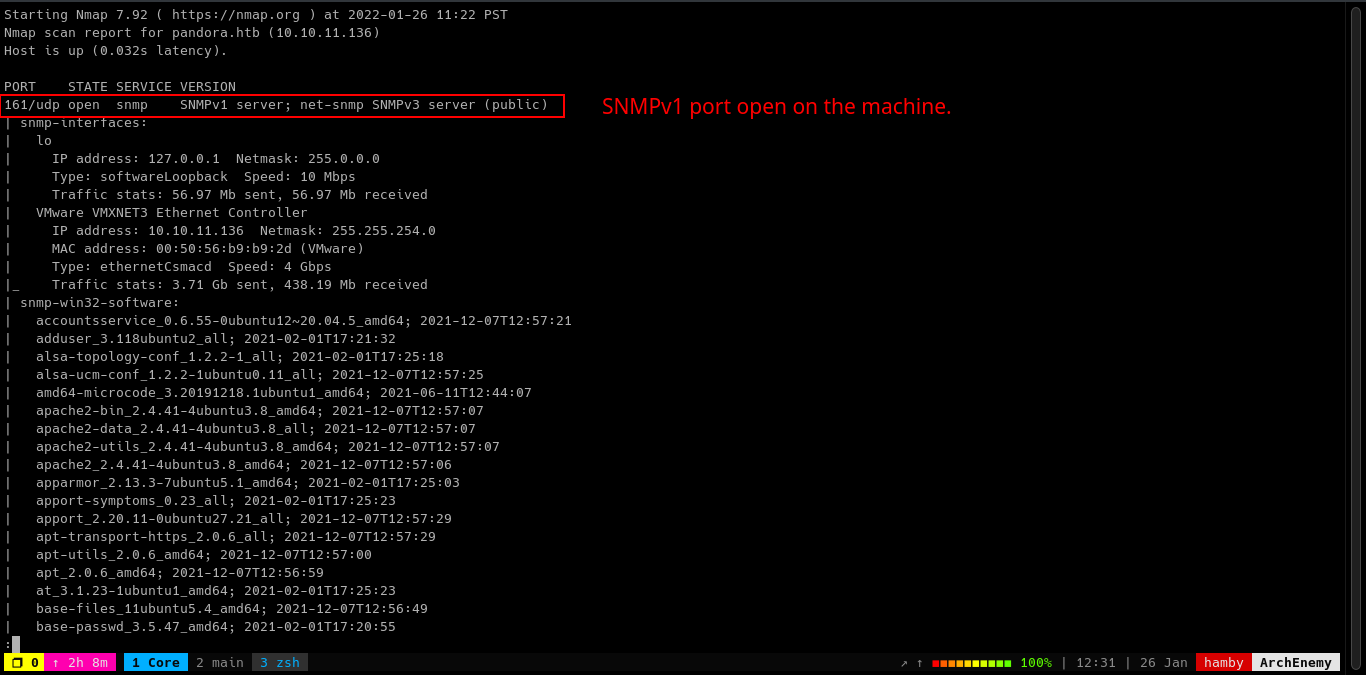 Starting Nmap 7.92 ( https://nmap.org ) at 2022-01-26 11:22 PST
Nmap scan report for pandora.htb (10.10.11.136)
Host is up (0.032s latency).
PORT    STATE SERVICE VERSION
161/udp open  snmp    SNMPv1 server; net-snmp SNMPv3 server (public)
SNMPv1 port open on the machine.
| snmp-interfaces:
|   lo
|     IP address: 127.0.0.1  Netmask: 255.0.0.0
|     Type: softwareLoopback  Speed: 10 Mbps
|     Traffic stats: 56.97 Mb sent, 56.97 Mb received
|   VMware VMXNET3 Ethernet Controller
|     IP address: 10.10.11.136  Netmask: 255.255.254.0
|     MAC address: 00:50:56:b9:b9:2d (VMware)
|     Type: ethernetCsmacd  Speed: 4 Gbps
|_    Traffic stats: 3.71 Gb sent, 438.19 Mb received
| snmp-win32-software:
|   accountsservice_0.6.55-0ubuntu12~20.04.5_amd64; 2021-12-07T12:57:21
|   adduser_3.118ubuntu2_all; 2021-02-01T17:21:32
|   alsa-topology-conf_1.2.2-1_all; 2021-02-01T17:25:18
|   alsa-ucm-conf_1.2.2-1ubuntu0.11_all; 2021-12-07T12:57:25
|   amd64-microcode_3.20191218.1ubuntu1_amd64; 2021-06-11T12:44:07
|   apache2-bin_2.4.41-4ubuntu3.8_amd64; 2021-12-07T12:57:07
|   apache2-data_2.4.41-4ubuntu3.8_all; 2021-12-07T12:57:07
|   apache2-utils_2.4.41-4ubuntu3.8_amd64; 2021-12-07T12:57:07
|   apache2_2.4.41-4ubuntu3.8_amd64; 2021-12-07T12:57:06
|   apparmor_2.13.3-7ubuntu5.1_amd64; 2021-02-01T17:25:03
|   apport-symptoms_0.23_all; 2021-02-01T17:25:23
|   apport_2.20.11-0ubuntu27.21_all; 2021-12-07T12:57:29
|   apt-transport-https_2.0.6_all; 2021-12-07T12:57:29
|   apt-utils_2.0.6_amd64; 2021-12-07T12:57:00
|   apt_2.0.6_amd64; 2021-12-07T12:56:59
|   at_3.1.23-1ubuntu1_amd64; 2021-02-01T17:25:23
|   base-files_11ubuntu5.4_amd64; 2021-12-07T12:56:49
|   base-passwd_3.5.47_amd64; 2021-02-01T17:20:55
:
❐ 0 ↑ 2h 8m 1 Core 2 main 3 zsh ↗ ↑ 100% | 12:31 | 26 Jan hamby ArchEnemy